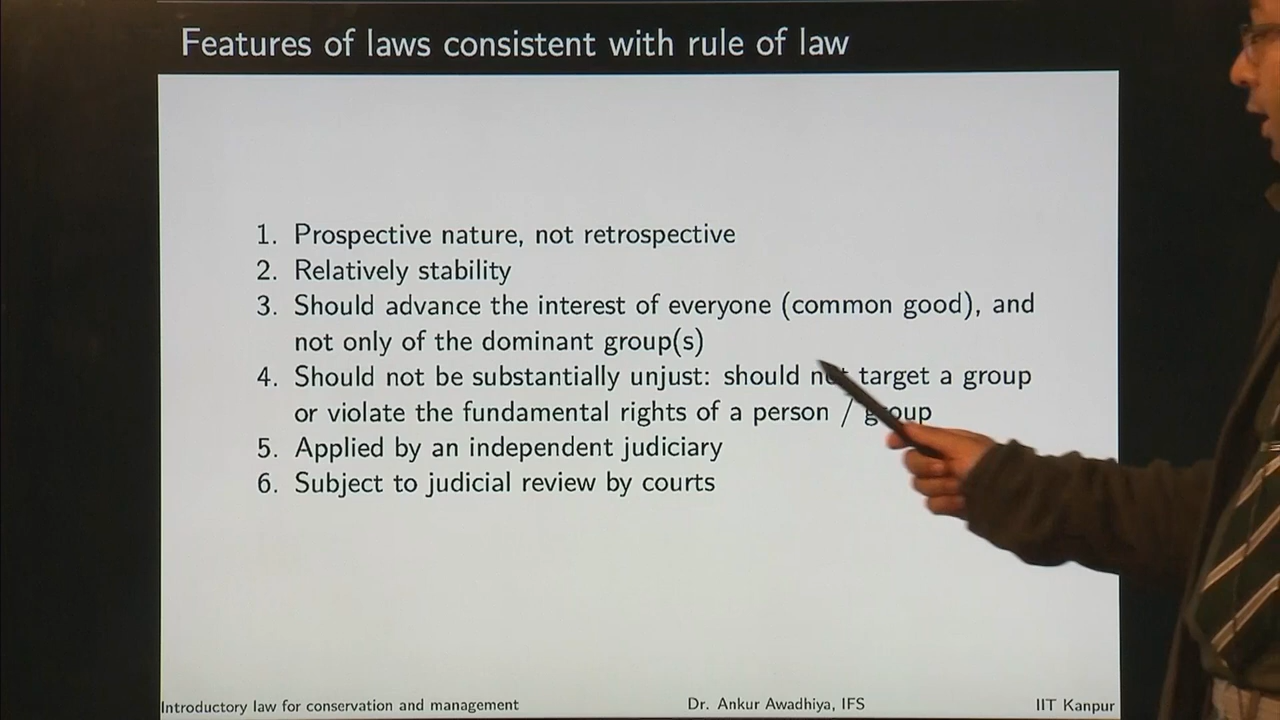 Features of laws consistent with rule of law
1. Prospective nature, not retrospective
2. Relatively stability
3. Should advance the interest of everyone (common good), and
not only of the dominant group(s)
4. Should not be substantially unjust: should not target a group
or violate the fundamental rights of a person / group
5. Applied by an independent judiciary
6. Subject to judicial review by courts
Introductory law for conservation and management Dr. Ankur Awadhiya, IFS IIT Kanpur